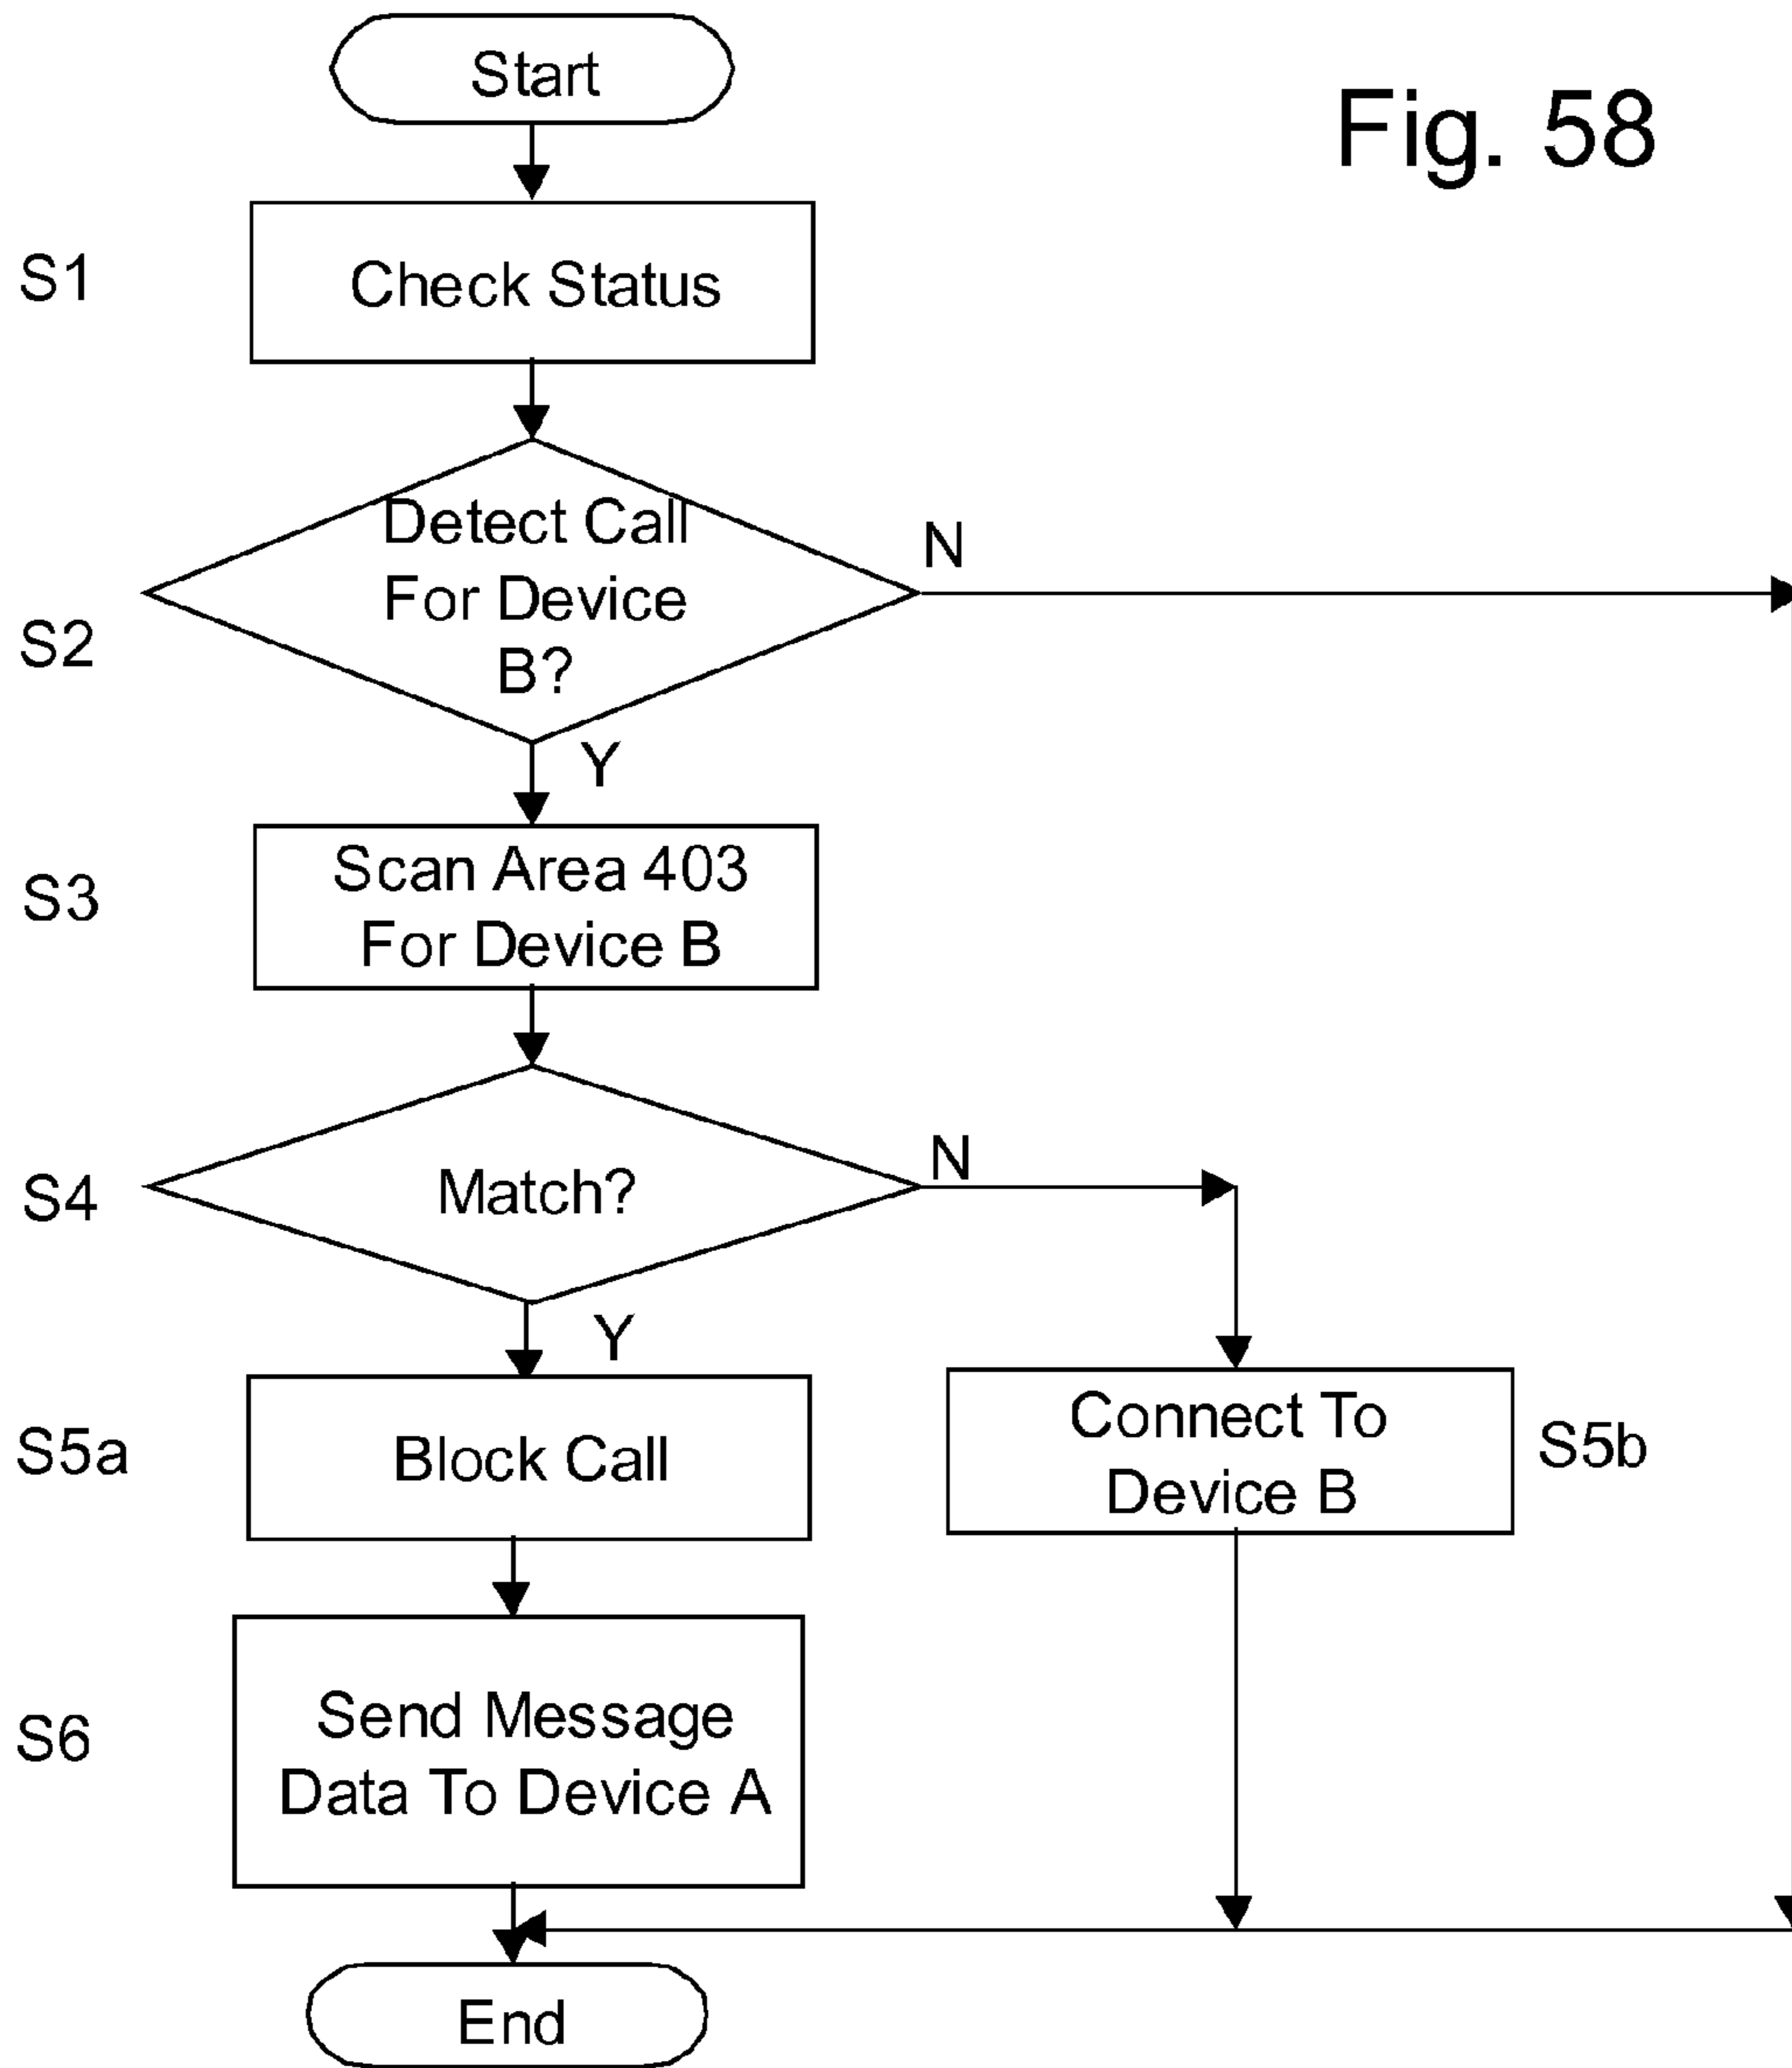 Start
Fig. 58
S1
Check Status
S2
Detect Call
For Device
B?
N
Y
S3
Scan Area 403
For Device B
S4
Match?
N
Y
S5a
Block Call
Connect To
Device B
S5b
S6
Send Message
Data To Device A
End